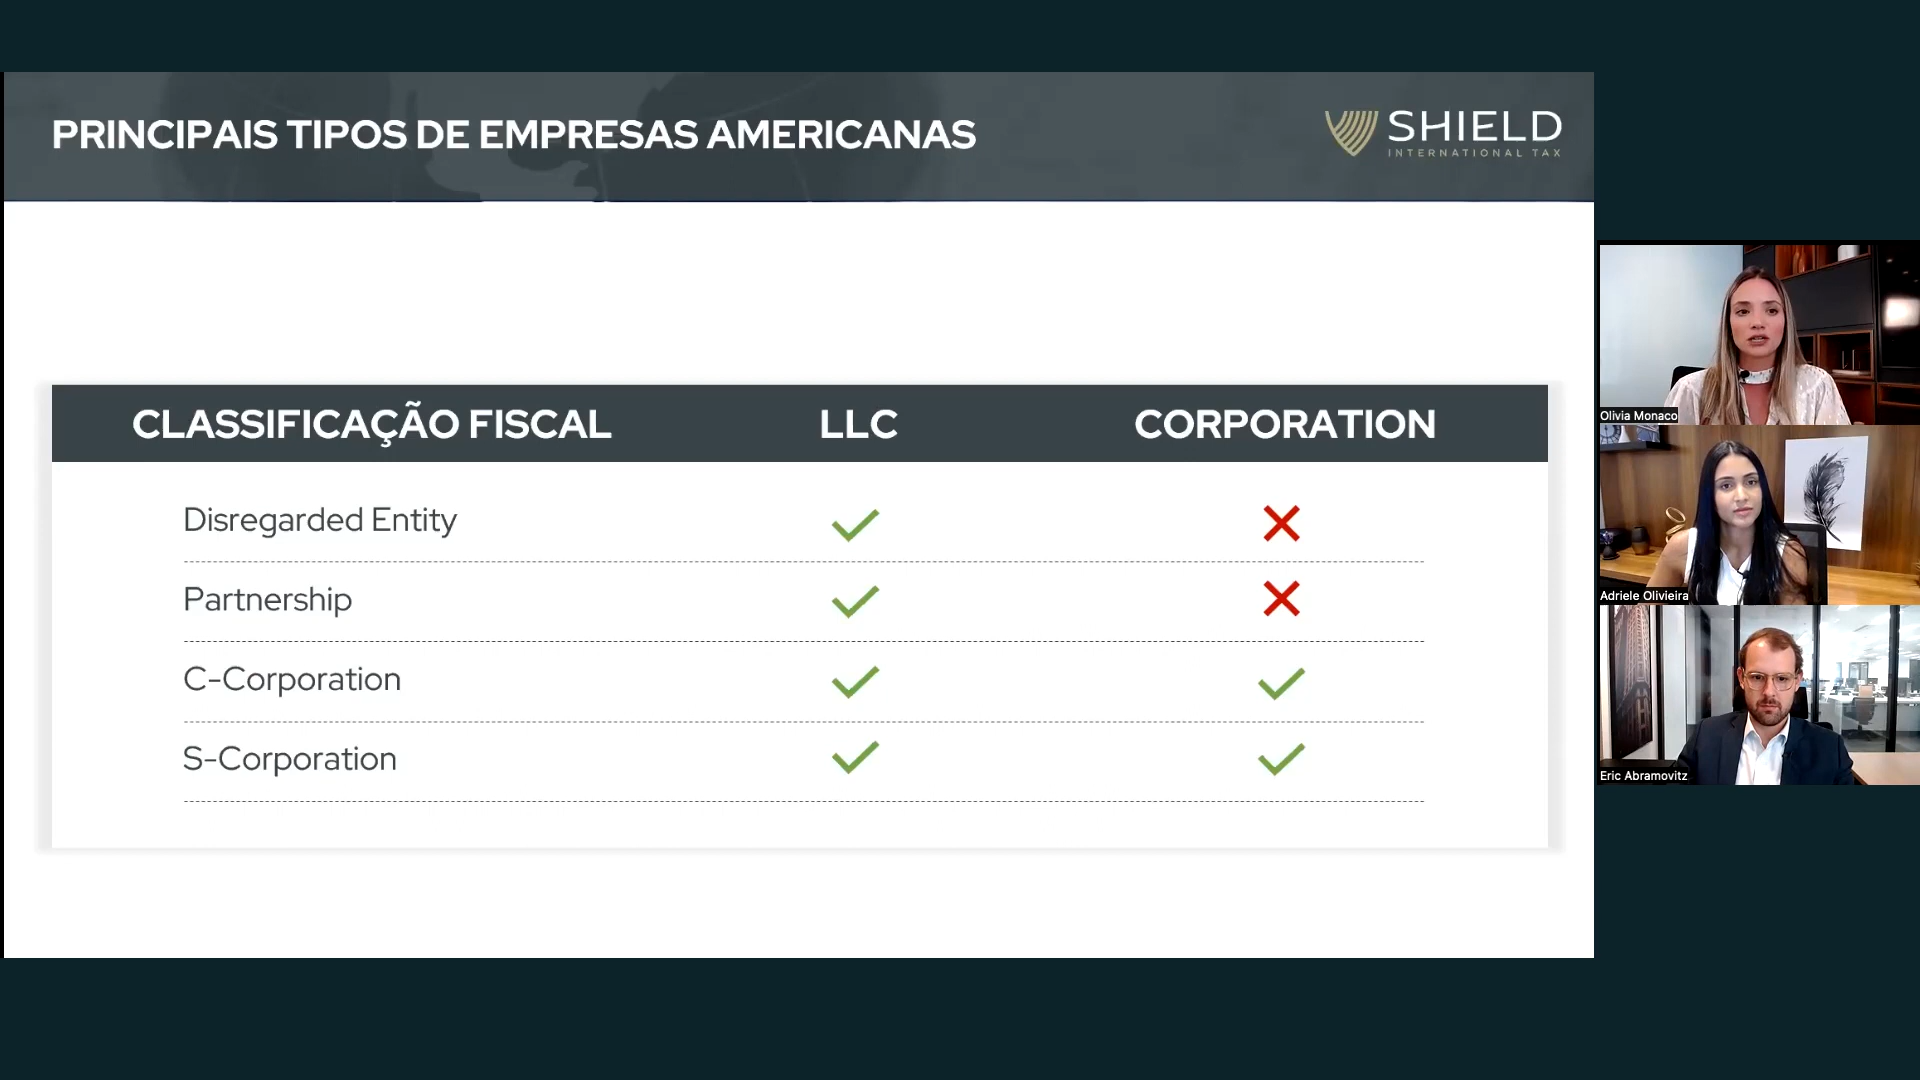 PRINCIPAIS TIPOS DE EMPRESAS AMERICANAS
SHIELD
INTERNATIONAL TAX
CLASSIFICAÇÃO FISCAL LLC CORPORATION
Disregarded Entity
Partnership
C-Corporation
S-Corporation
Olivia Monaco
Adriele Olivieira
Eric Abramovitz